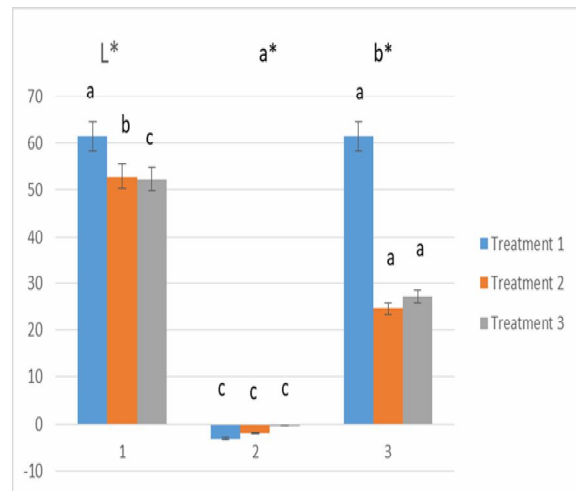 L* a* b*
a a
70
b c
60
50
40
a a
Treatment 1
30
Treatment 2
20
Treatment 3
10
c c c
0
1 2 3
-10